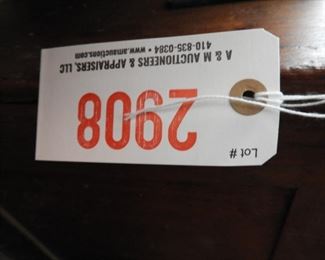 Lot #
2908
A & M AUCTIONEERS & APPRAISERS, LLC
410-835-0384 • www.amauctions.com